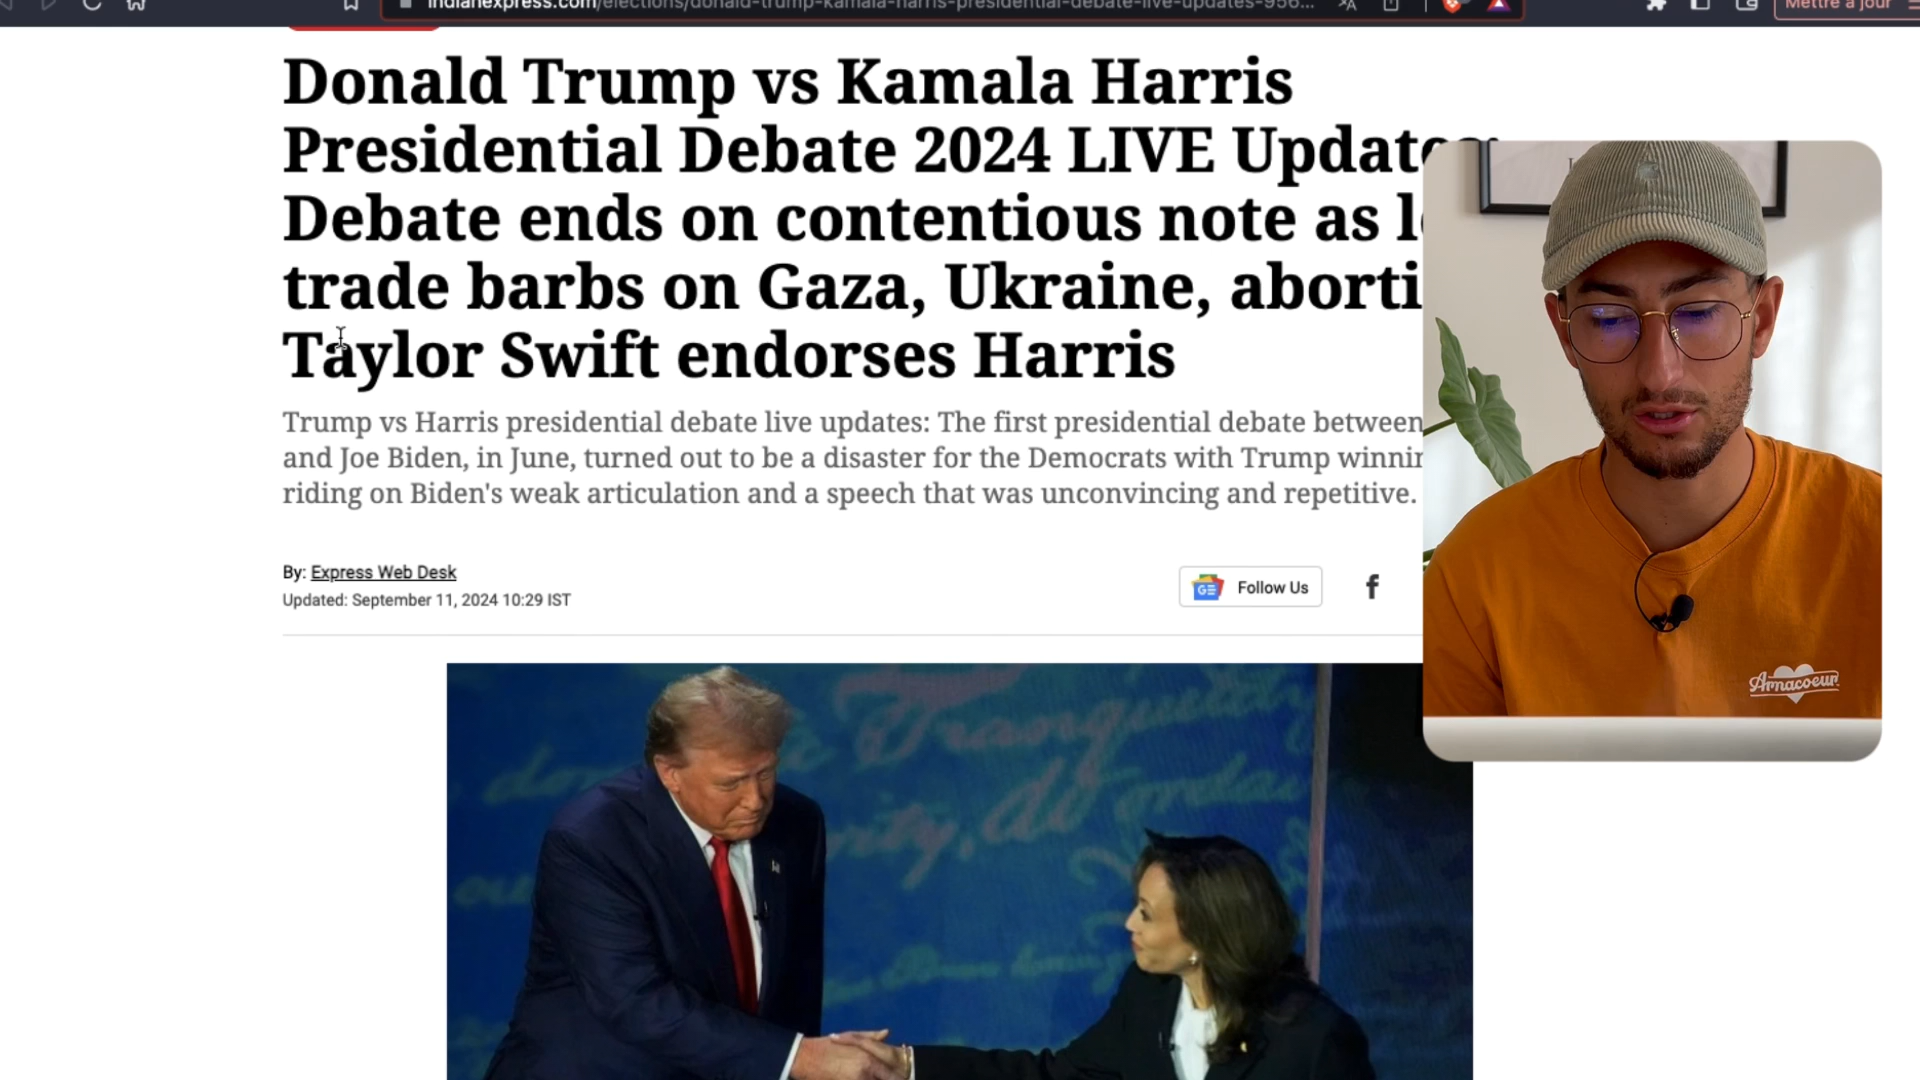 indianexpress.com/elections/donald-trump-kamala-harris-presidential-debate-live-updates-956...
Mettre à jour
Donald Trump vs Kamala Harris
Presidential Debate 2024 LIVE
Debate ends on contentious note as
trade barbs on Gaza, Ukraine,
Taylor Swift endorses Harris
Trump vs Harris presidential debate live updates: The first presidential debate between
and Joe Biden, in June, turned out to be a disaster for the Democrats with Trump
riding on Biden's weak articulation and a speech that was unconvincing and repetitive.
By: Express Web Desk
Updated: September 11, 2024 10:29 IST
GE Follow Us f
Arnacoeur